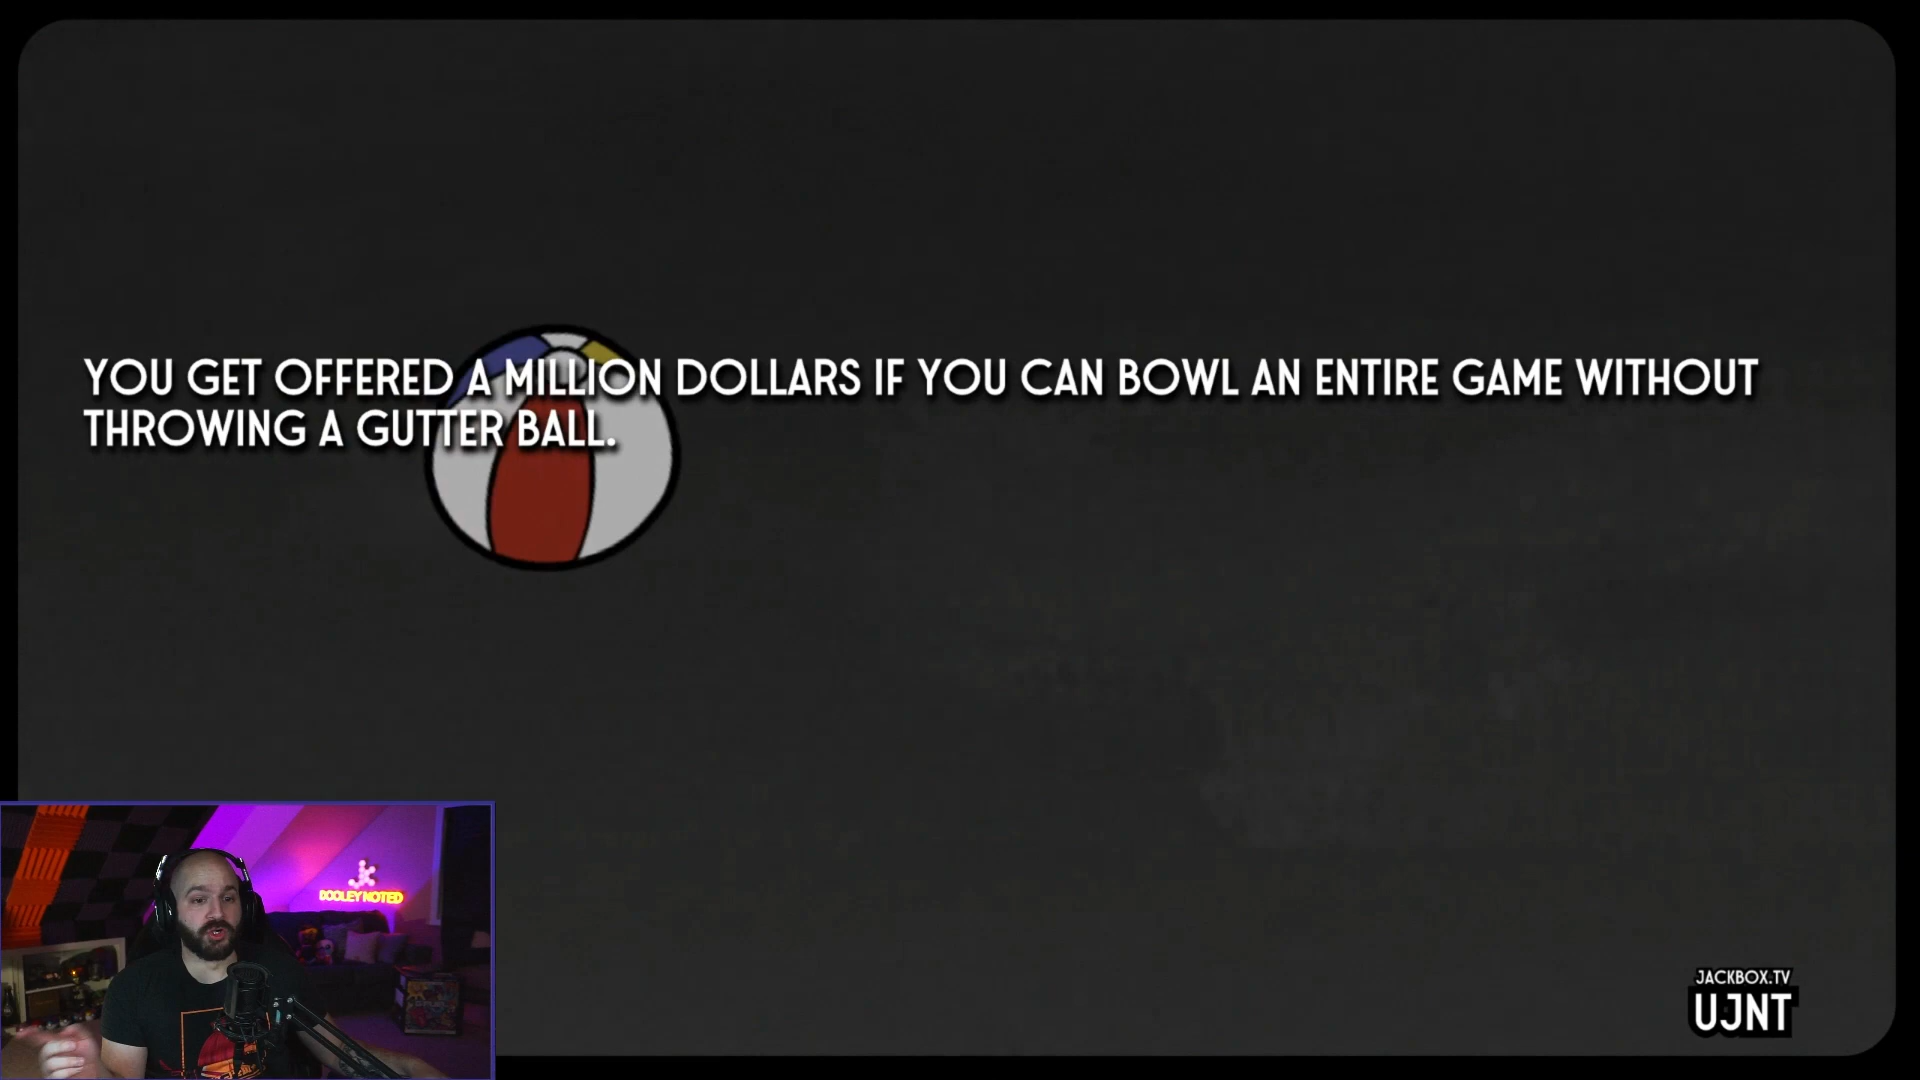 YOU GET OFFERED A MILLION DOLLARS IF YOU CAN BOWL AN ENTIRE GAME WITHOUT
THROWING A GUTTER BALL.
DOOLEY NOTED
JACKBOX.TV
UJNT